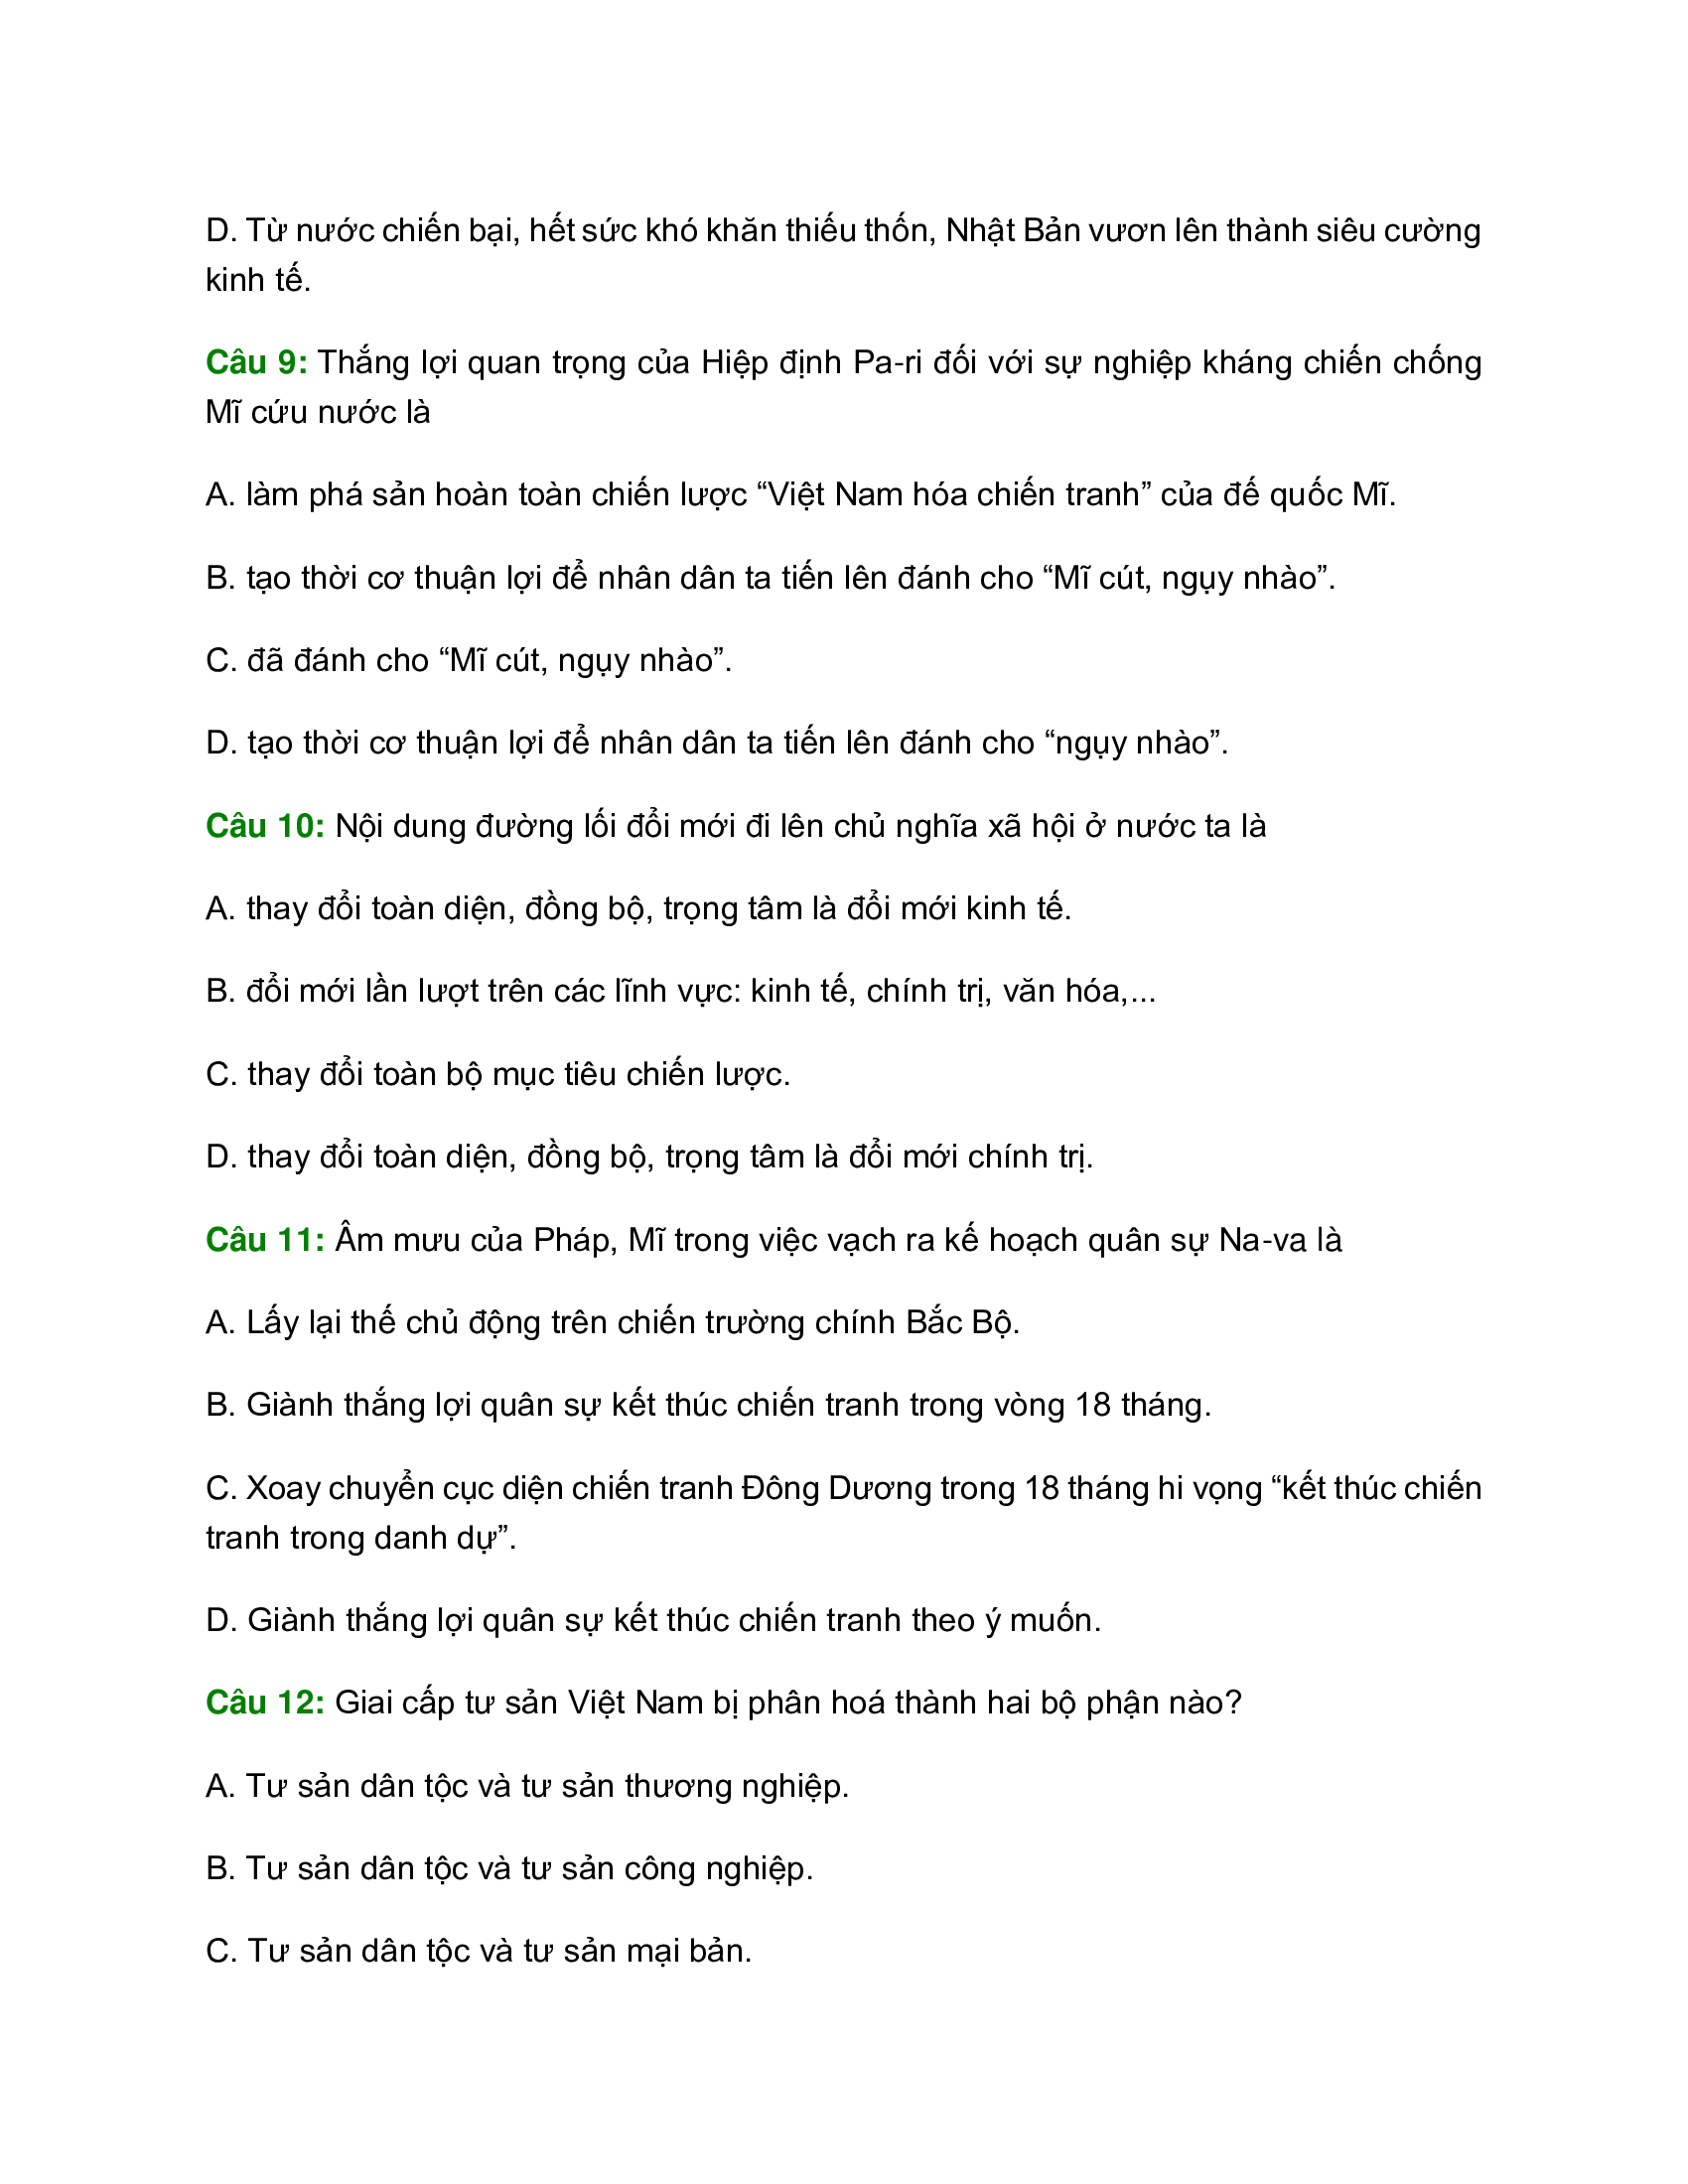 D. Từ nước chiến bại, hết sức khó khăn thiếu thốn, Nhật Bản vươn lên thành siêu cường
kinh tế.
Câu 9: Thắng lợi quan trọng của Hiệp định Pa-ri đối với sự nghiệp kháng chiến chống
Mĩ cứu nước là
A. làm phá sản hoàn toàn chiến lược “Việt Nam hóa chiến tranh” của đế quốc Mĩ.
B. tạo thời cơ thuận lợi để nhân dân ta tiến lên đánh cho “Mĩ cút, ngụy nhào”.
C. đã đánh cho “Mĩ cút, ngụy nhào”.
D. tạo thời cơ thuận lợi để nhân dân ta tiến lên đánh cho “ngụy nhào”.
Câu 10: Nội dung đường lối đổi mới đi lên chủ nghĩa xã hội ở nước ta là
A. thay đổi toàn diện, đồng bộ, trọng tâm là đổi mới kinh tế.
B. đổi mới lần lượt trên các lĩnh vực: kinh tế, chính trị, văn hóa,...
C. thay đổi toàn bộ mục tiêu chiến lược.
D. thay đổi toàn diện, đồng bộ, trọng tâm là đổi mới chính trị.
Câu 11: Âm mưu của Pháp, Mĩ trong việc vạch ra kế hoạch quân sự Na-va là
A. Lấy lại thế chủ động trên chiến trường chính Bắc Bộ.
B. Giành thắng lợi quân sự kết thúc chiến tranh trong vòng 18 tháng.
C. Xoay chuyển cục diện chiến tranh Đông Dương trong 18 tháng hi vọng “kết thúc chiến
tranh trong danh dự”.
D. Giành thắng lợi quân sự kết thúc chiến tranh theo ý muốn.
Câu 12: Giai cấp tư sản Việt Nam bị phân hoá thành hai bộ phận nào?
A. Tư sản dân tộc và tư sản thương nghiệp.
B. Tư sản dân tộc và tư sản công nghiệp.
C. Tư sản dân tộc và tư sản mại bản.